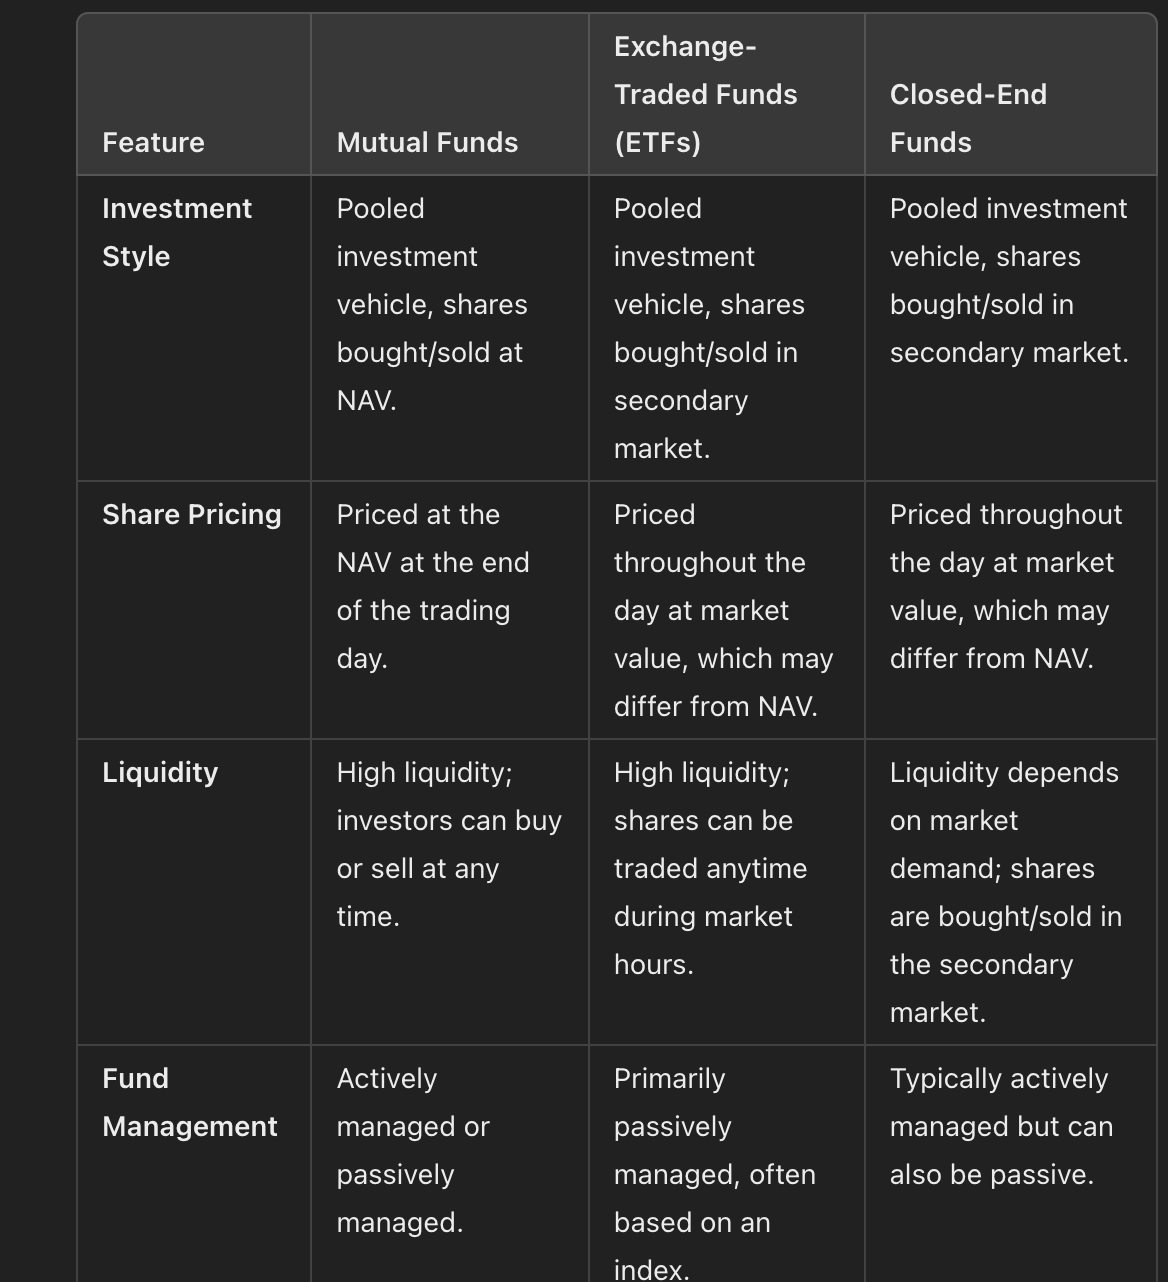 Feature
Mutual Funds
Exchange-
Traded Funds
(ETFs)
Closed-End
Funds
Investment
Style
Pooled
investment
vehicle, shares
bought/sold at
NAV.
Pooled
investment
vehicle, shares
bought/sold in
secondary
market.
Pooled investment
vehicle, shares
bought/sold in
secondary market.
Share Pricing
Priced at the
NAV at the end
of the trading
day.
Priced
throughout the
day at market
value, which may
differ from NAV.
Priced throughout
the day at market
value, which may
differ from NAV.
Liquidity
High liquidity;
investors can buy
or sell at any
time.
High liquidity;
shares can be
traded anytime
during market
hours.
Liquidity depends
on market
demand; shares
are bought/sold in
the secondary
market.
Fund
Management
Actively
managed or
passively
managed.
Primarily
passively
managed, often
based on an
index.
Typically actively
managed but can
also be passive.